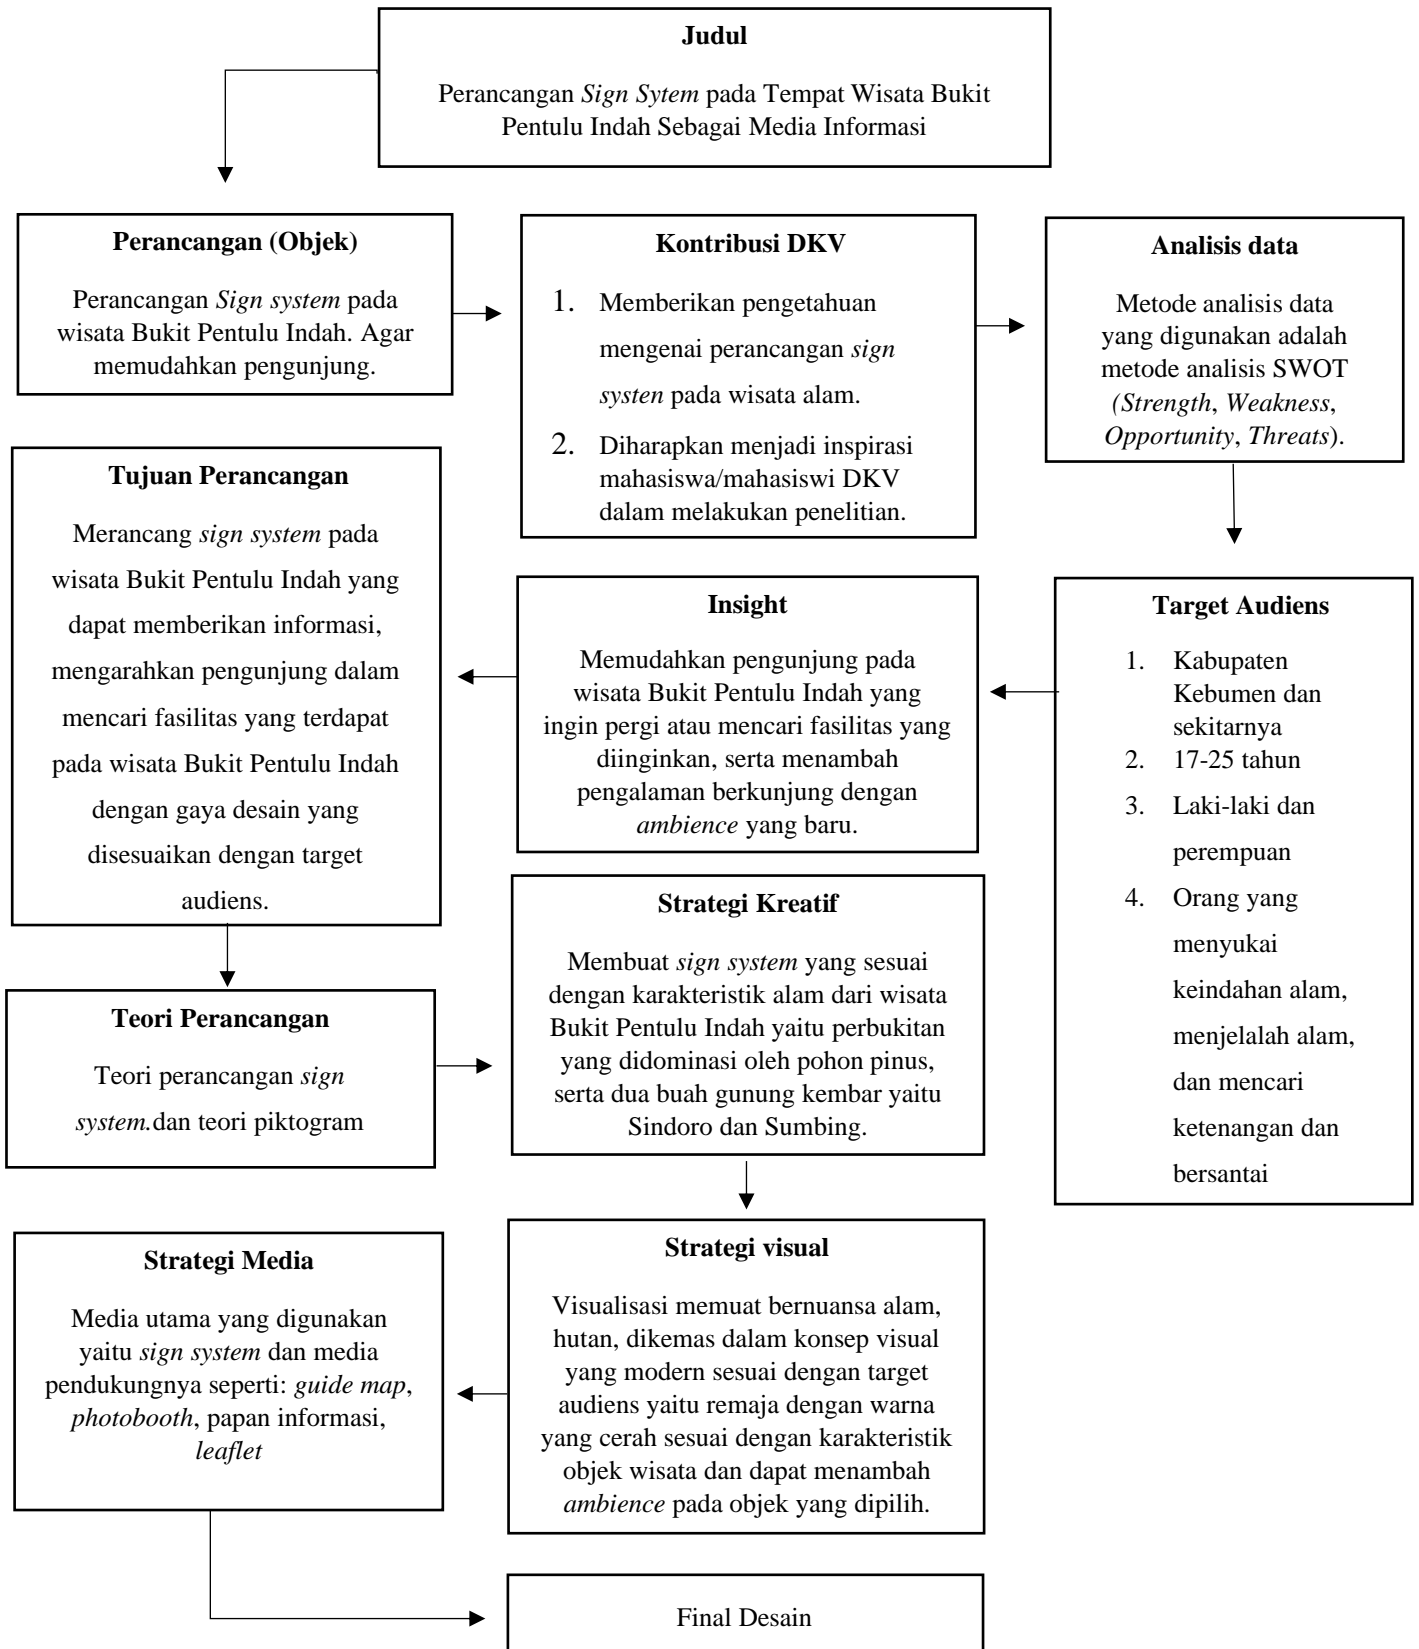 Judul
Perancangan Sign Sytem pada Tempat Wisata Bukit
Pentulu Indah Sebagai Media Informasi
Perancangan (Objek)
Perancangan Sign system pada
wisata Bukit Pentulu Indah. Agar
memudahkan pengunjung.
Kontribusi DKV
1. Memberikan pengetahuan
mengenai perancangan sign
systen pada wisata alam.
2. Diharapkan menjadi inspirasi
mahasiswa/mahasiswi DKV
dalam melakukan penelitian.
Analisis data
Metode analisis data
yang digunakan adalah
metode analisis SWOT
(Strength, Weakness,
Opportunity, Threats).
Target Audiens
1. Kabupaten
Kebumen dan
sekitarnya
2. 17-25 tahun
3. Laki-laki dan
perempuan
4. Orang yang
menyukai
keindahan alam,
menjelalah alam,
dan mencari
ketenangan dan
bersantai
Insight
Memudahkan pengunjung pada
wisata Bukit Pentulu Indah yang
ingin pergi atau mencari fasilitas yang
diinginkan, serta menambah
pengalaman berkunjung dengan
ambience yang baru.
Tujuan Perancangan
Merancang sign system pada
wisata Bukit Pentulu Indah yang
dapat memberikan informasi,
mengarahkan pengunjung dalam
mencari fasilitas yang terdapat
pada wisata Bukit Pentulu Indah
dengan gaya desain yang
disesuaikan dengan target
audiens.
Teori Perancangan
Teori perancangan sign
system.dan teori piktogram
Strategi Kreatif
Membuat sign system yang sesuai
dengan karakteristik alam dari wisata
Bukit Pentulu Indah yaitu perbukitan
yang didominasi oleh pohon pinus,
serta dua buah gunung kembar yaitu
Sindoro dan Sumbing.
Strategi visual
Visualisasi memuat bernuansa alam,
hutan, dikemas dalam konsep visual
yang modern sesuai dengan target
audiens yaitu remaja dengan warna
yang cerah sesuai dengan karakteristik
objek wisata dan dapat menambah
ambience pada objek yang dipilih.
Strategi Media
Media utama yang digunakan
yaitu sign system dan media
pendukungnya seperti: guide map,
photobooth, papan informasi,
leaflet
Final Desain